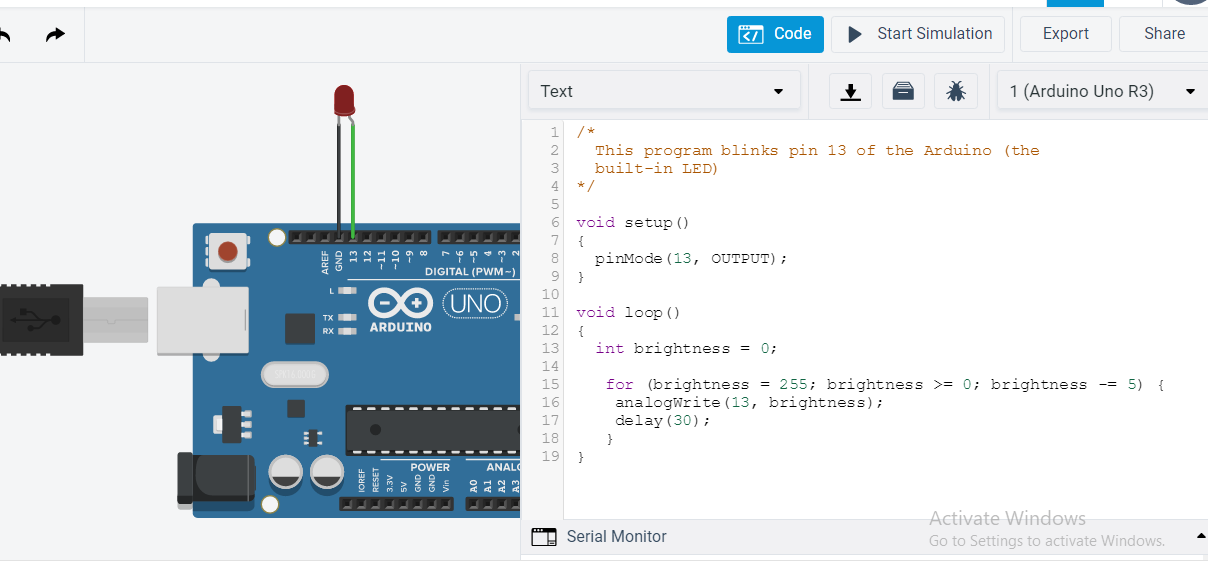 Code
Start Simulation
Export
Share
Text
1 (Arduino Uno R3)
1 /*
2   This program blinks pin 13 of the Arduino (the
3   built-in LED)
4 */
5
6 void setup()
7 {
8   pinMode(13, OUTPUT);
9 }
10
11 void loop()
12 {
13   int brightness = 0;
14
15    for (brightness = 255; brightness >= 0; brightness -= 5) {
16     analogWrite(13, brightness);
17     delay(30);
18    }
19 }
AREF
GND
13
12
~11
~10
~9
8
7
~6
~5
4
~3
2
DIGITAL (PWM~)
L
TX
RX
UNO
ARDUINO
POWER
IOREF
RESET
3.3V
5V
GND
GND
Vin
A0
A1
A2
A3
Serial Monitor
Activate Windows
Go to Settings to activate Windows.